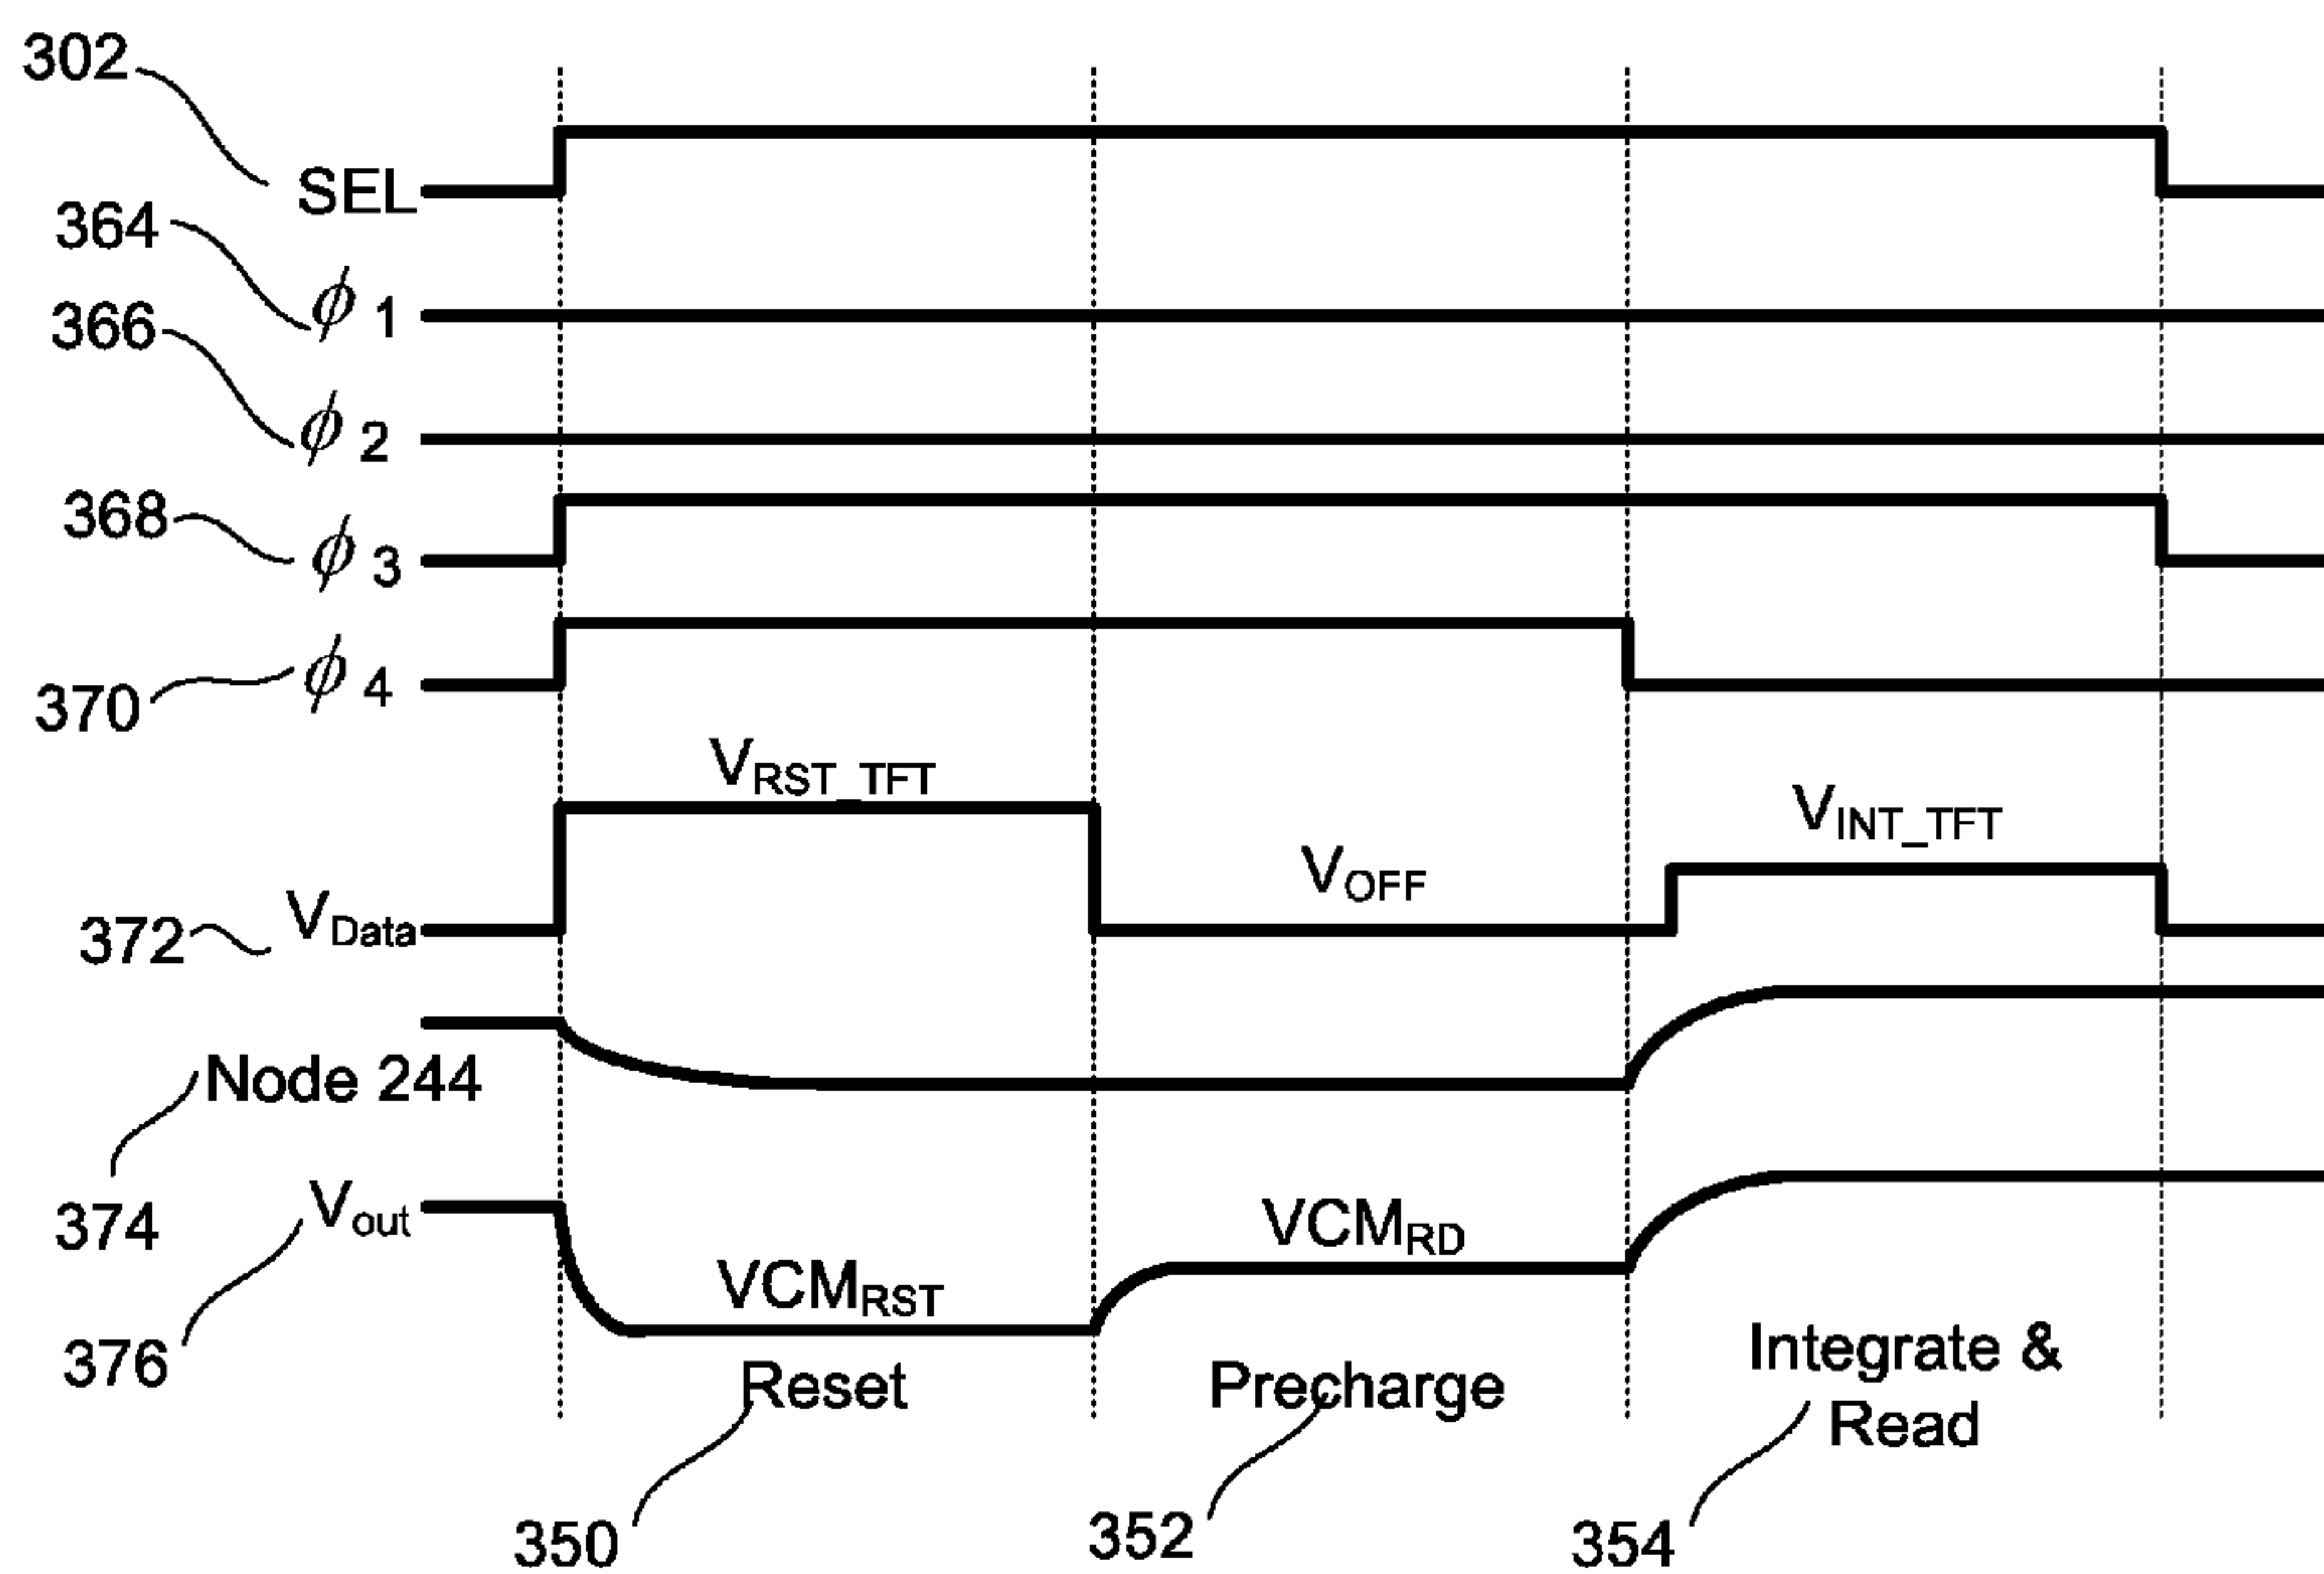 302
SEL
364
ϕ 1
366
ϕ 2
368
ϕ 3
ϕ 4
370
VRST_TFT
VINT_TFT
VOFF
VData
372
Node 244
374
Vout
VCMRD
VCMRST
376
Reset
Precharge
Integrate &
Read
350
352
354